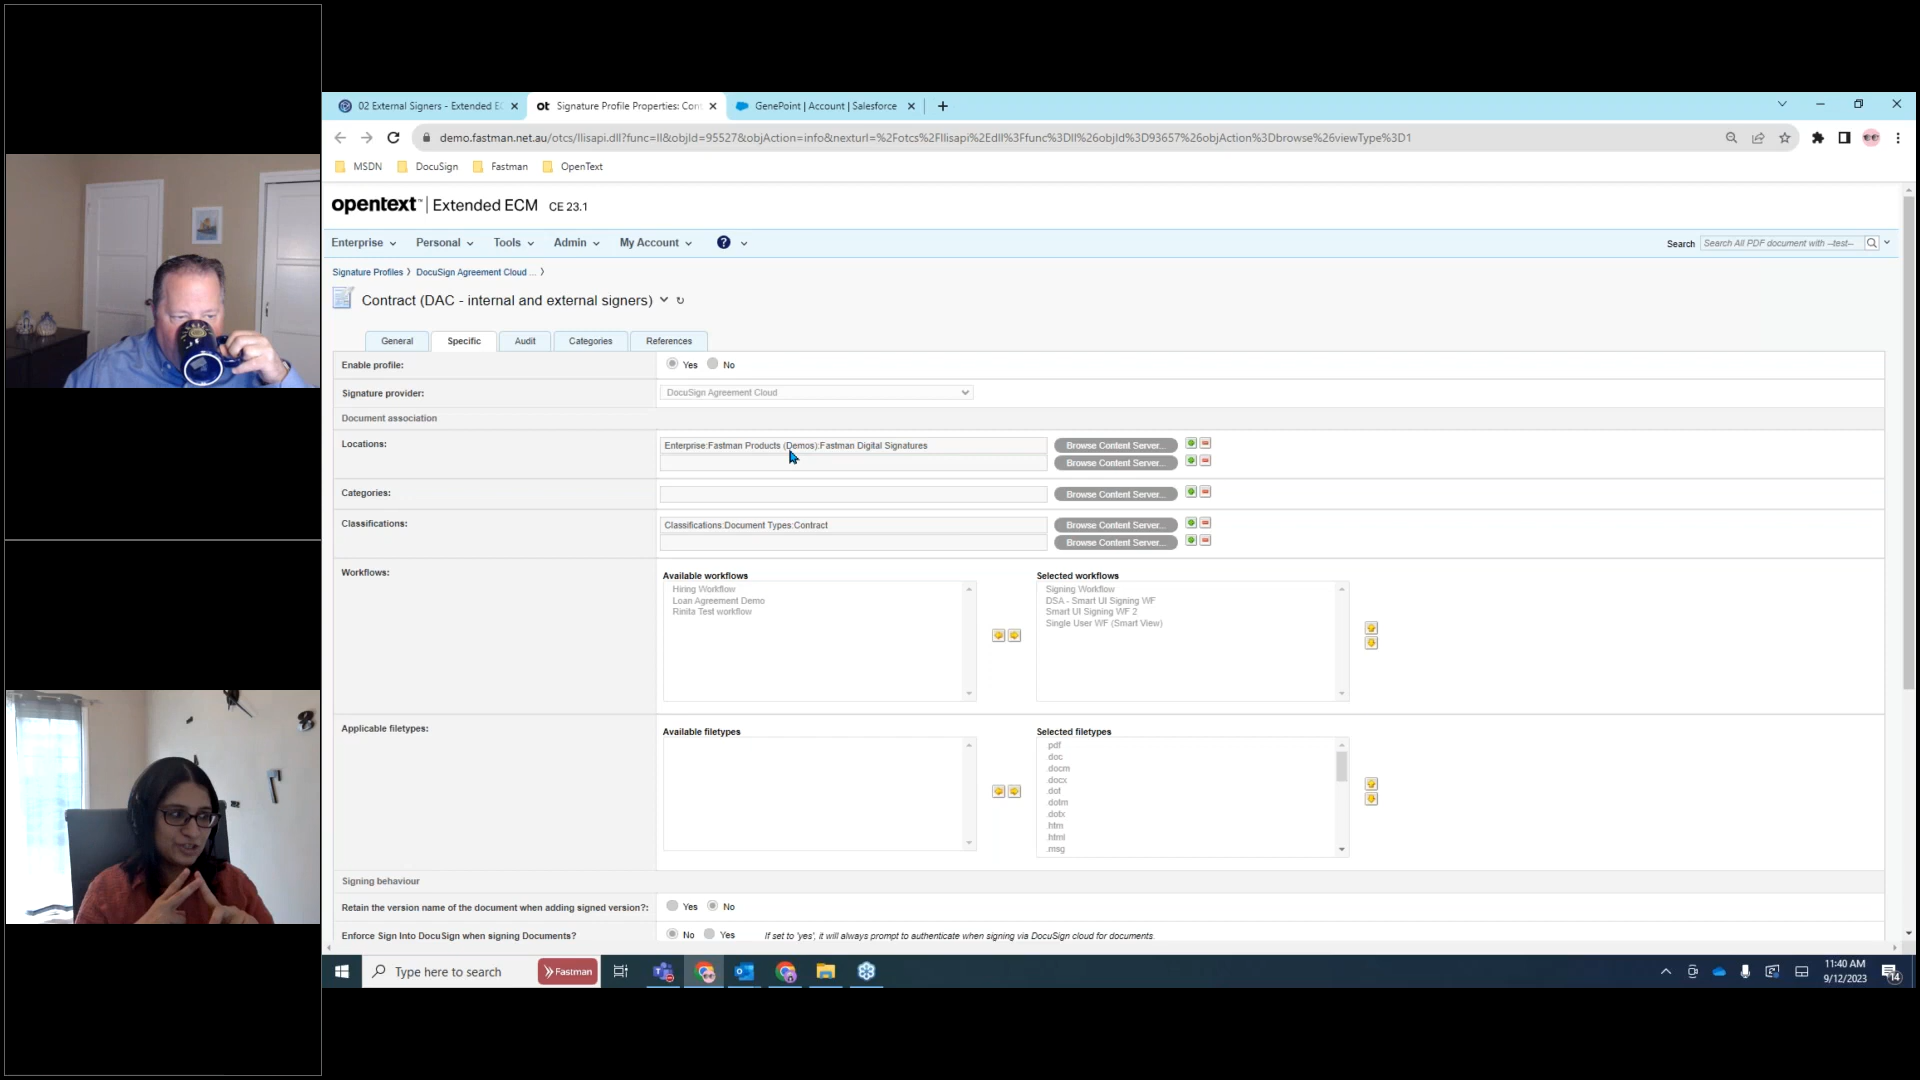 02 External Signers - Extended EC
Signature Profile Properties: Con
GenePoint | Account | Salesforce
demo.fastman.net.au/otcs/llisapi.dll?func=ll&objId=95527&objAction=info&nexturl=%2Fotcs%2Fllisapi%2Edll%3Ffunc%3Dll%26objId%3D93657%26objAction%3Dbrowse%26viewType%3D1
MSDN
DocuSign
Fastman
OpenText
opentext™ | Extended ECM CE 23.1
Enterprise
Personal
Tools
Admin
My Account
?
Search
Search All PDF document with --test--
Signature Profiles 〉 DocuSign Agreement Cloud ... 〉
Contract (DAC - internal and external signers)
General
Specific
Audit
Categories
References
Enable profile:
Yes
No
Signature provider:
DocuSign Agreement Cloud
Document association
Locations:
Enterprise:Fastman Products (Demos):Fastman Digital Signatures
Browse Content Server...
Browse Content Server...
Categories:
Browse Content Server...
Classifications:
Classifications:Document Types:Contract
Browse Content Server...
Browse Content Server...
Workflows:
Available workflows
Hiring Workflow
Loan Agreement Demo
Rinita Test workflow
Selected workflows
Signing Workflow
DSA - Smart UI Signing WF
Smart UI Signing WF 2
Single User WF (Smart View)
Applicable filetypes:
Available filetypes
Selected filetypes
.pdf
.doc
.docm
.docx
.dot
.dotm
.dotx
.htm
.html
.msg
Signing behaviour
Retain the version name of the document when adding signed version?:
Yes
No
Enforce Sign Into DocuSign when signing Documents?
No
Yes
If set to 'yes', it will always prompt to authenticate when signing via DocuSign cloud for documents.
Type here to search
Fastman
11:40 AM
9/12/2023
14